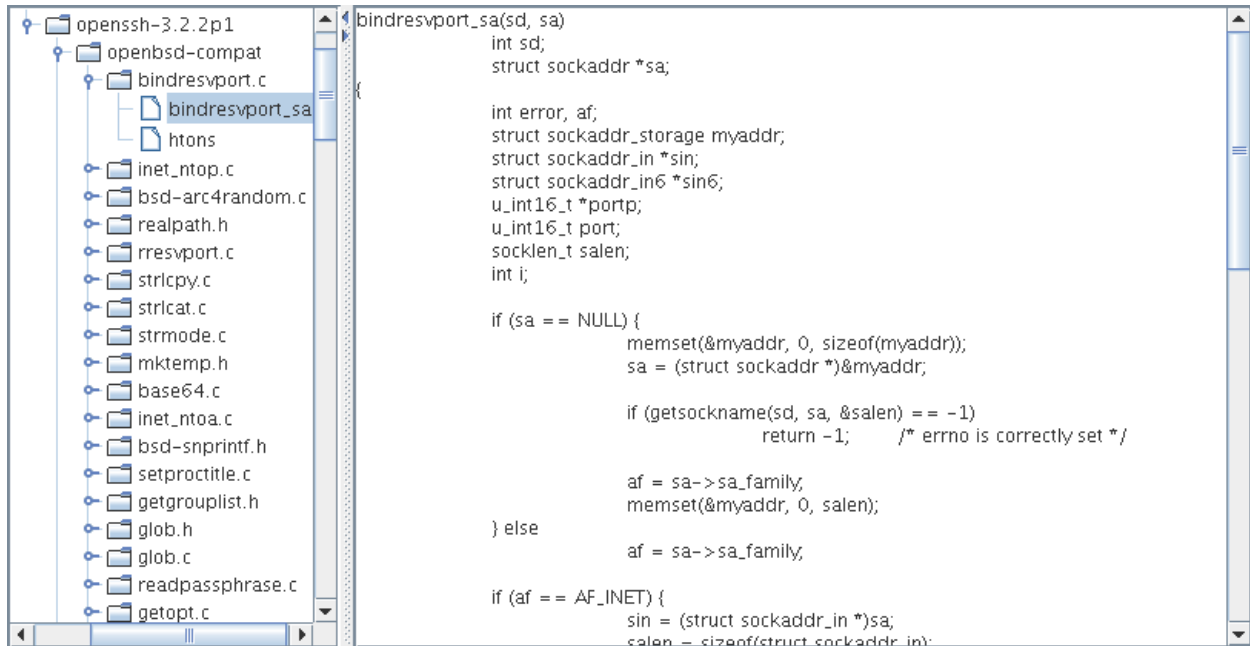 openssh-3.2.2p1
openbsd-compat
bindresvport.c
bindresvport_sa
htons
inet_ntop.c
bsd-arc4random.c
realpath.h
rresvport.c
strlcpy.c
strlcat.c
strmode.c
mktemp.h
base64.c
inet_ntoa.c
bsd-snprintf.h
setproctitle.c
getgrouplist.h
glob.h
glob.c
readpassphrase.c
getopt.c
bindresvport_sa(sd, sa)
int sd;
struct sockaddr *sa;
{
int error, af;
struct sockaddr_storage myaddr;
struct sockaddr_in *sin;
struct sockaddr_in6 *sin6;
u_int16_t *portp;
u_int16_t port;
socklen_t salen;
int i;
if (sa == NULL) {
memset(&myaddr, 0, sizeof(myaddr));
sa = (struct sockaddr *)&myaddr;
if (getsockname(sd, sa, &salen) == -1)
return -1; /* errno is correctly set */
af = sa->sa_family;
memset(&myaddr, 0, salen);
} else
af = sa->sa_family;
if (af == AF_INET) {
sin = (struct sockaddr_in *)sa;
salen = sizeof(struct sockaddr_in);